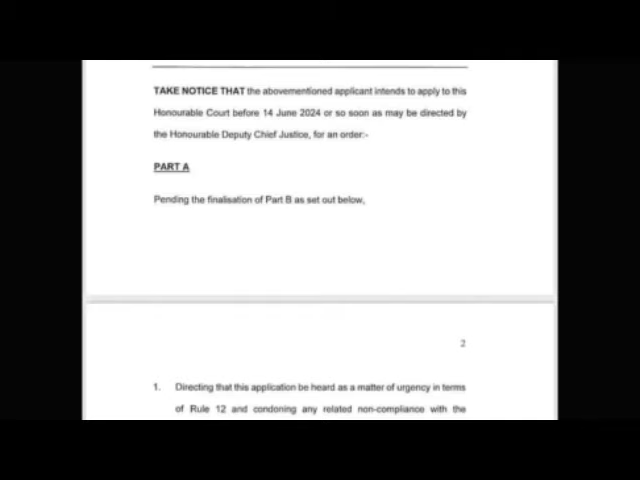 TAKE NOTICE THAT the abovementioned applicant intends to apply to this
Honourable Court before 14 June 2024 or so soon as may be directed by
the Honourable Deputy Chief Justice, for an order:-
PART A
Pending the finalisation of Part B as set out below,
2
1. Directing that this application be heard as a matter of urgency in terms
of Rule 12 and condoning any related non-compliance with the